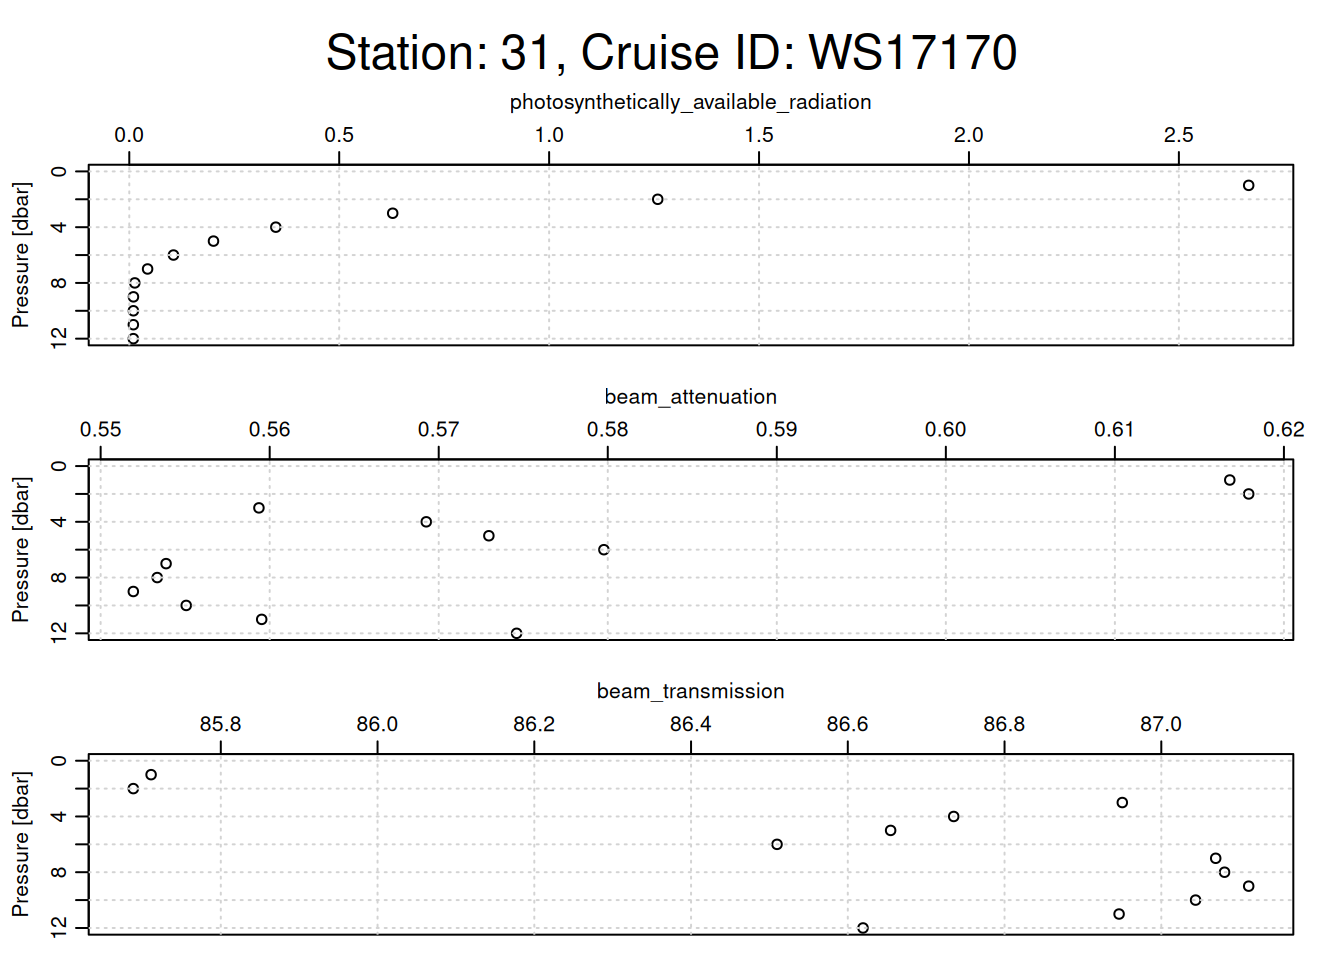 Station: 31, Cruise ID: WS17170
photosynthetically_available_radiation
0.0 0.5 1.0 1.5 2.0 2.5
Pressure [dbar]
0
4
8
12
beam_attenuation
0.55 0.56 0.57 0.58 0.59 0.60 0.61 0.62
Pressure [dbar]
0
4
8
12
beam_transmission
85.8 86.0 86.2 86.4 86.6 86.8 87.0
Pressure [dbar]
0
4
8
12